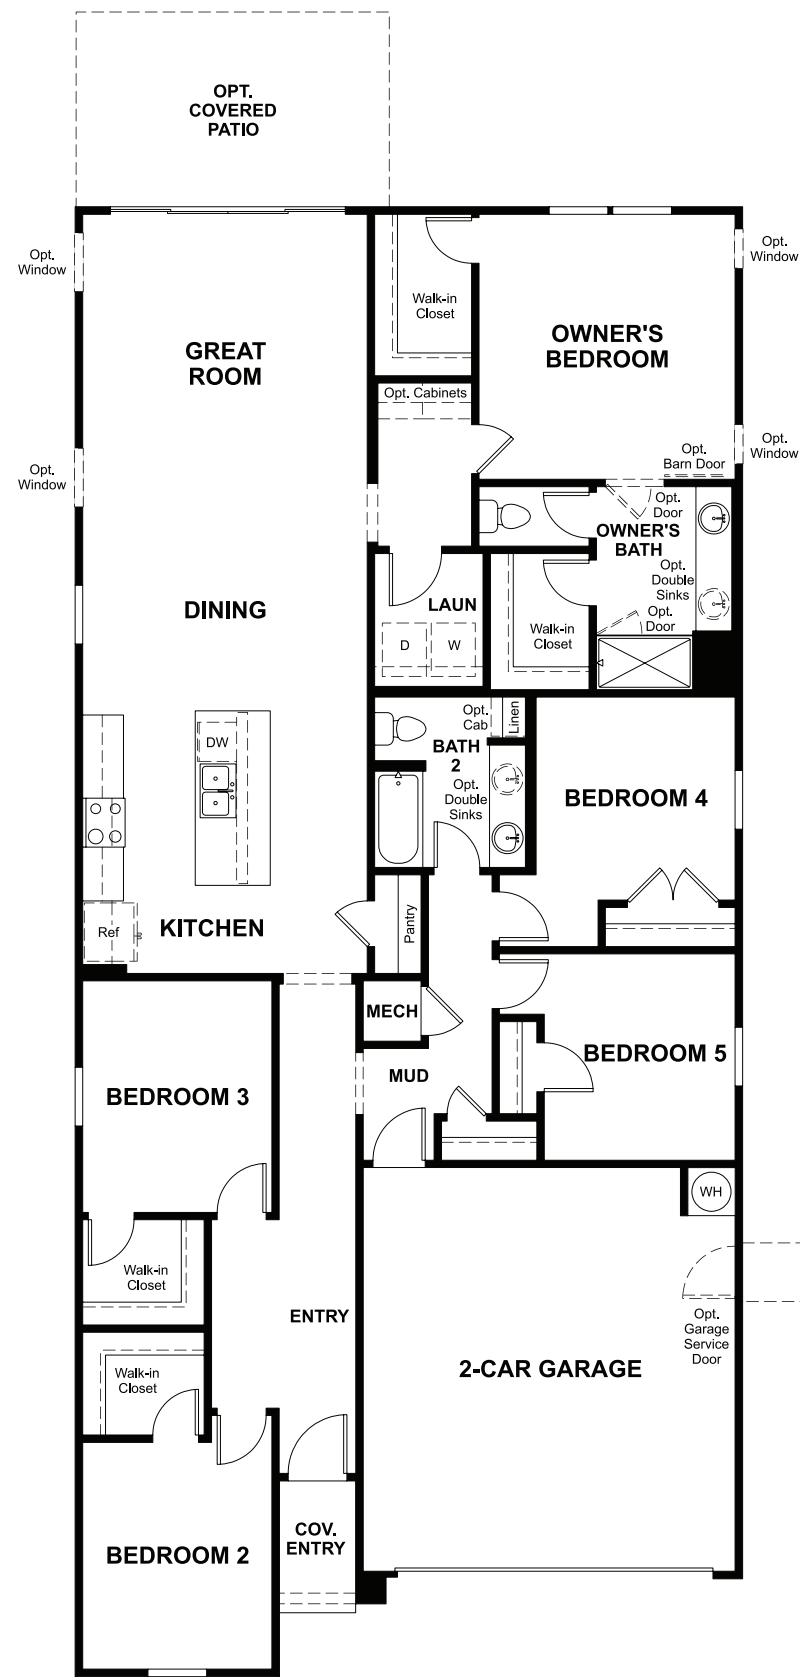 OPT.
COVERED
PATIO
Opt.
Window
Opt.
Window
Walk-in
Closet
OWNER'S
BEDROOM
GREAT
ROOM
Opt. Cabinets
Opt.
Window
Opt.
Barn Door
Opt.
Window
Opt.
Door
OWNER'S
BATH
Opt.
Double
Sinks
Opt.
Door
DINING
LAUN
D
W
Walk-in
Closet
Opt.
Cab
Linen
BATH
2
Opt.
Double
Sinks
DW
BEDROOM 4
Ref
KITCHEN
Pantry
MECH
MUD
BEDROOM 5
BEDROOM 3
WH
Walk-in
Closet
ENTRY
Opt.
Garage
Service
Door
2-CAR GARAGE
Walk-in
Closet
COV.
ENTRY
BEDROOM 2